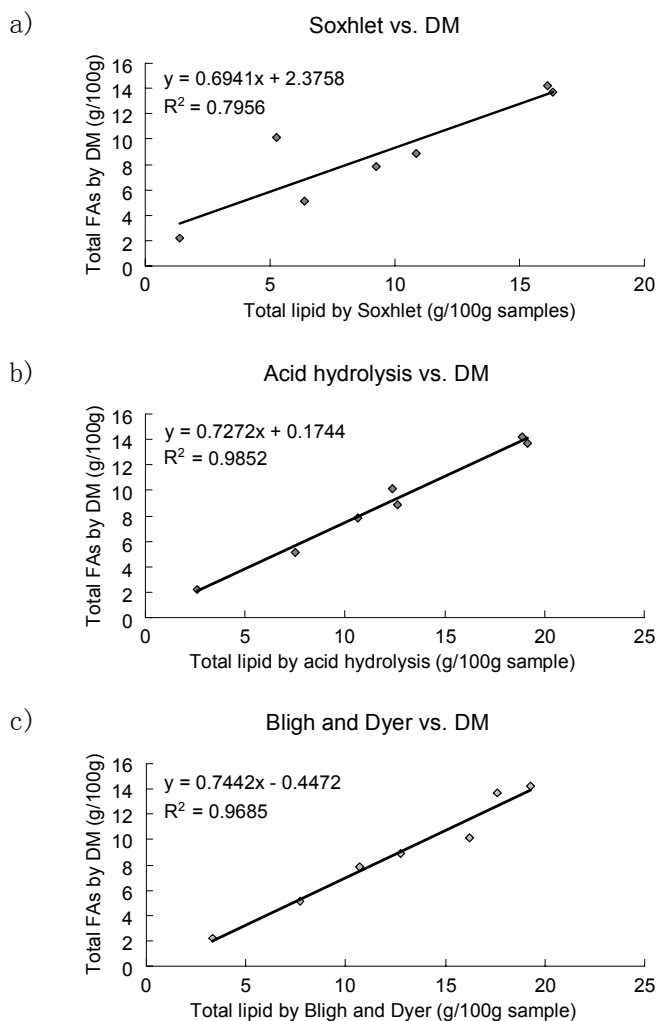 a)
Soxhlet vs. DM
y = 0.6941x + 2.3758
R² = 0.7956
Total FAs by DM (g/100g)
16
14
12
10
8
6
4
2
0
0 5 10 15 20
Total lipid by Soxhlet (g/100g samples)
b)
Acid hydrolysis vs. DM
y = 0.7272x + 0.1744
R² = 0.9852
Total FAs by DM (g/100g)
16
14
12
10
8
6
4
2
0
0 5 10 15 20 25
Total lipid by acid hydrolysis (g/100g sample)
c)
Bligh and Dyer vs. DM
y = 0.7442x - 0.4472
R² = 0.9685
Total FAs by DM (g/100g)
16
14
12
10
8
6
4
2
0
0 5 10 15 20 25
Total lipid by Bligh and Dyer (g/100g sample)